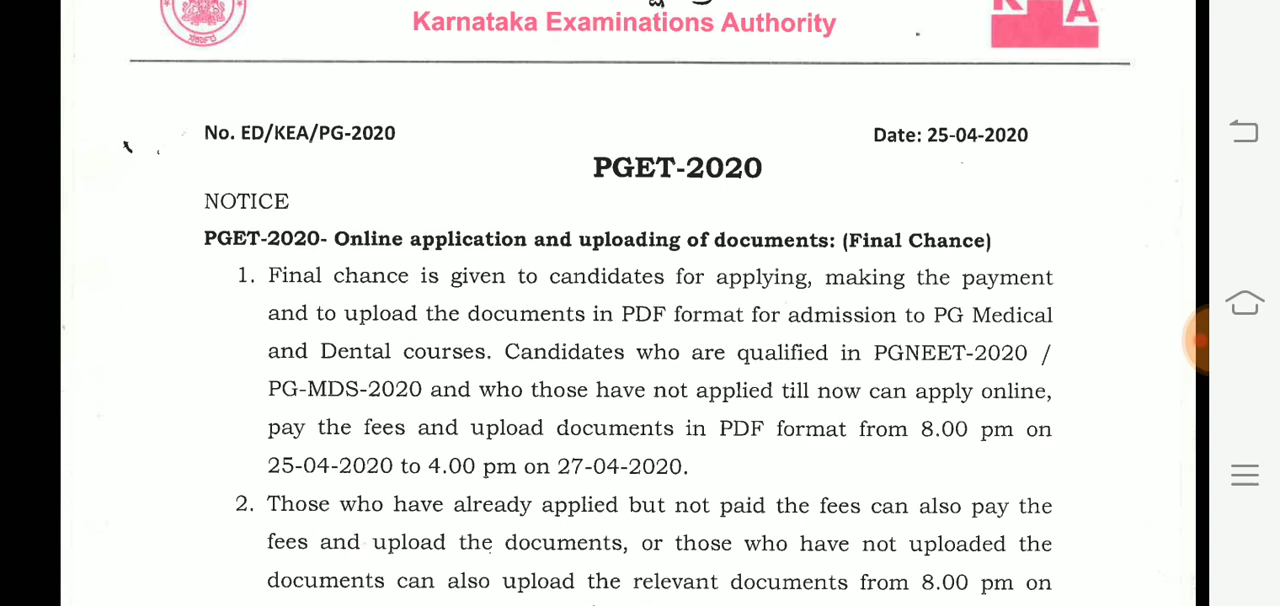 Karnataka Examinations Authority
No. ED/KEA/PG-2020
Date: 25-04-2020
PGET-2020
NOTICE
PGET-2020- Online application and uploading of documents: (Final Chance)
1. Final chance is given to candidates for applying, making the payment
and to upload the documents in PDF format for admission to PG Medical
and Dental courses. Candidates who are qualified in PGNEET-2020 /
PG-MDS-2020 and who those have not applied till now can apply online,
pay the fees and upload documents in PDF format from 8.00 pm on
25-04-2020 to 4.00 pm on 27-04-2020.
2. Those who have already applied but not paid the fees can also pay the
fees and upload the documents, or those who have not uploaded the
documents can also upload the relevant documents from 8.00 pm on